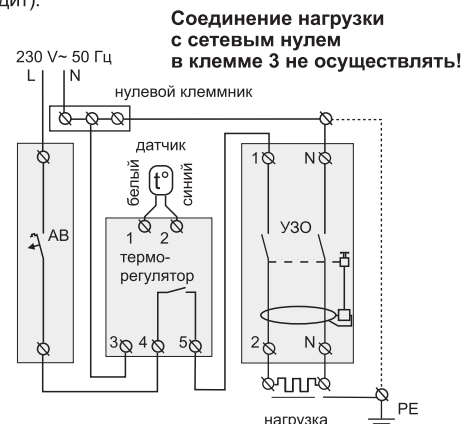 дит).
Соединение нагрузки
с сетевым нулем
в клемме 3 не осуществлять!
230 V~ 50 Гц
L N
нулевой клеммник
датчик
белый
t°
синий
1 2
термо-
регулятор
3 4 5
АВ
1 N
УЗО
2 N
нагрузка
PE